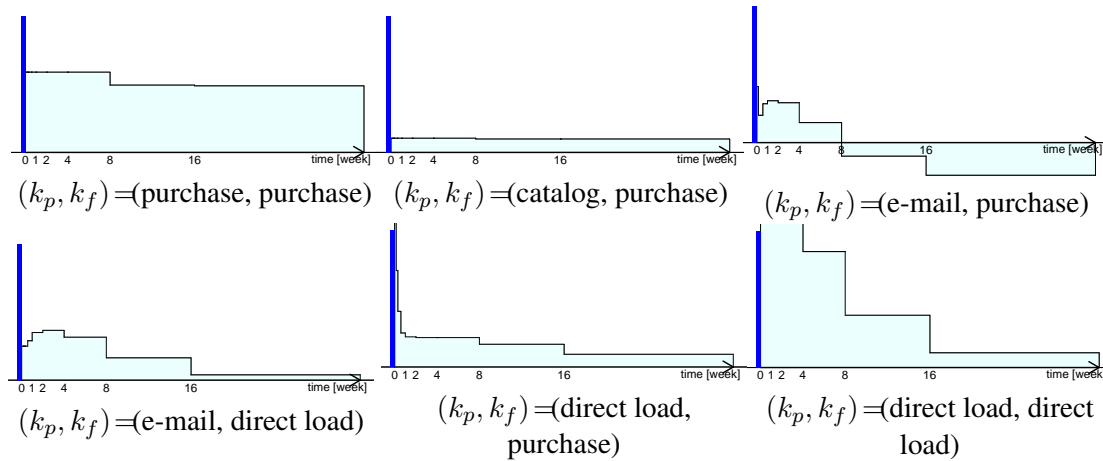 0 1 2 4 8 16 time [week]
(k_p, k_f)=(purchase, purchase)
0 1 2 4 8 16 time [week]
(k_p, k_f)=(catalog, purchase)
0 1 2 4 8 16 time [week]
(k_p, k_f)=(e-mail, purchase)
0 1 2 4 8 16 time [week]
(k_p, k_f)=(e-mail, direct load)
0 1 2 4 8 16 time [week]
(k_p, k_f)=(direct load,
purchase)
0 1 2 4 8 16 time [week]
(k_p, k_f)=(direct load, direct
load)